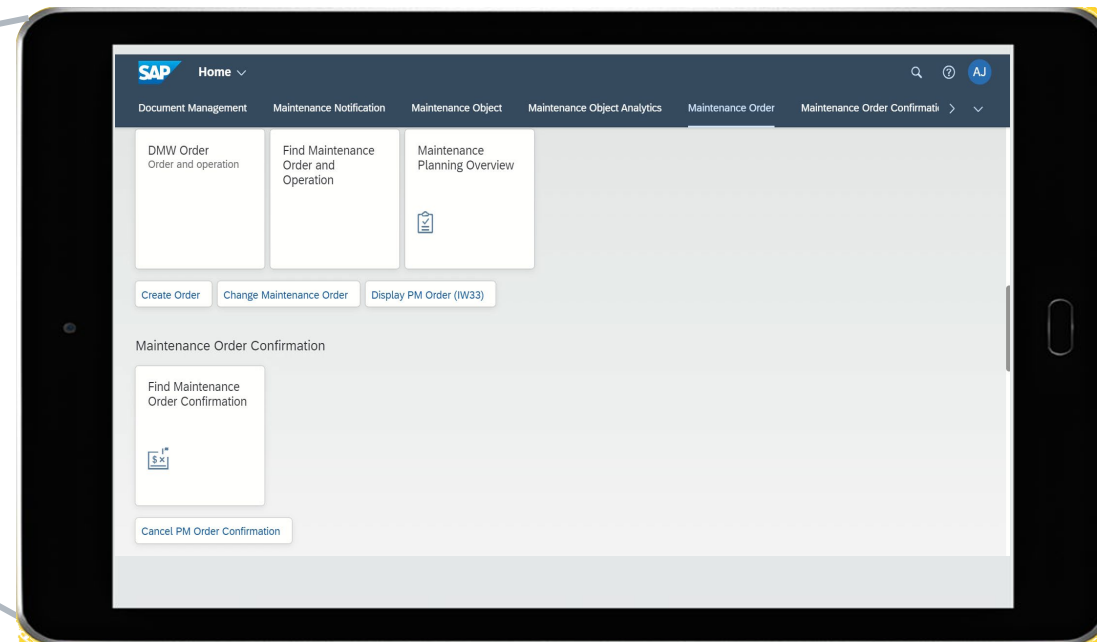 SAP Home
AJ
Document Management Maintenance Notification Maintenance Object Maintenance Object Analytics Maintenance Order Maintenance Order Confirmati
DMW Order
Order and operation
Find Maintenance
Order and
Operation
Maintenance
Planning Overview
Create Order Change Maintenance Order Display PM Order (IW33)
Maintenance Order Confirmation
Find Maintenance
Order Confirmation
Cancel PM Order Confirmation